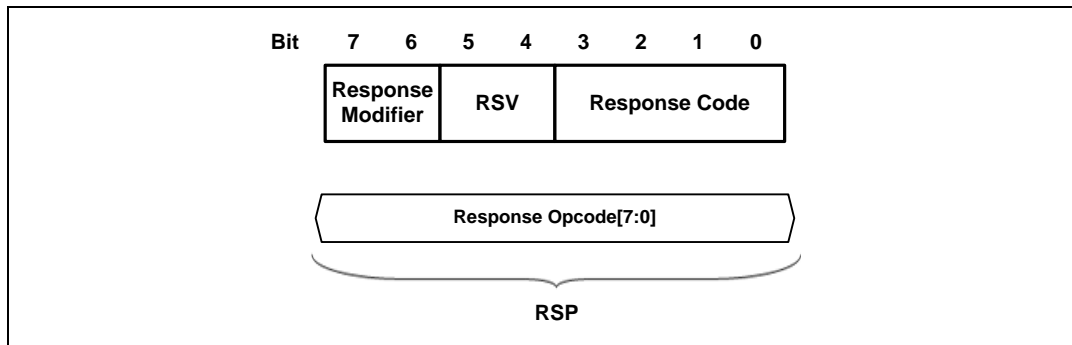 Bit 7 6 5 4 3 2 1 0
Response Modifier RSV Response Code
Response Opcode[7:0]
RSP